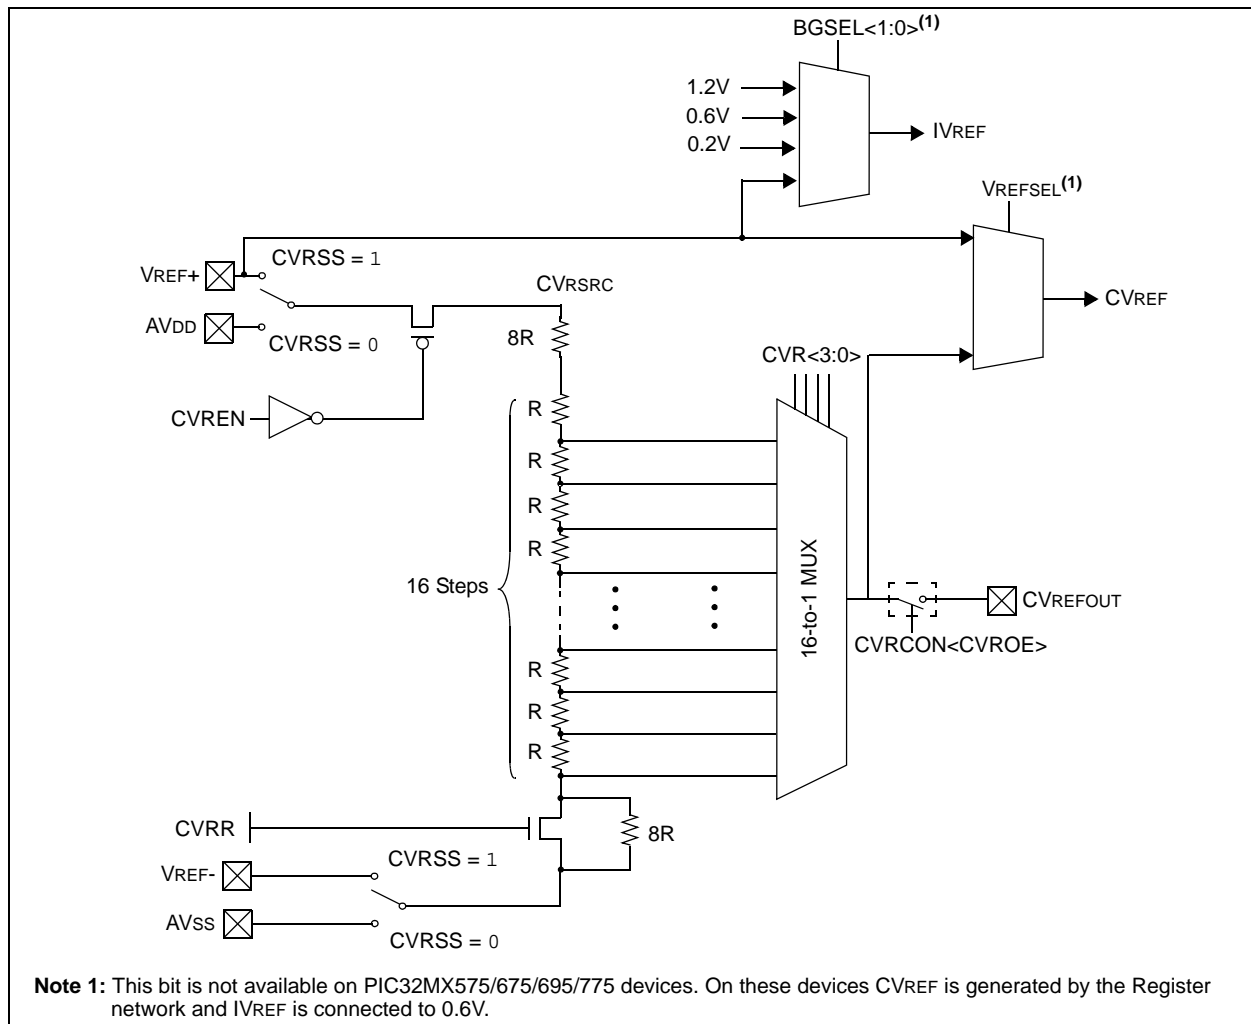 BGSEL<1:0>(1)
1.2V
0.6V
0.2V
IVREF
VREFSEL(1)
VREF+
CVRSS = 1
CVRSRC
CVREF
AVDD
CVRSS = 0
8R
CVR<3:0>
CVREN
R
R
R
R
16 Steps
16-to-1 MUX
CVREFOUT
CVRCON<CVROE>
R
R
R
CVRR
8R
CVRSS = 1
VREF-
AVSS
CVRSS = 0
Note 1: This bit is not available on PIC32MX575/675/695/775 devices. On these devices CVREF is generated by the Register
network and IVREF is connected to 0.6V.